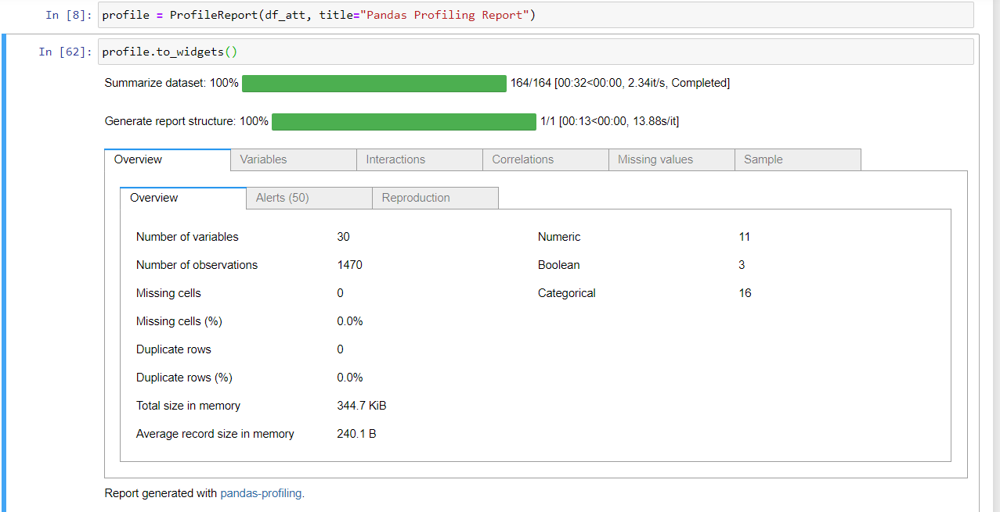 In [8]: profile = ProfileReport(df_att, title="Pandas Profiling Report")
In [62]: profile.to_widgets()
Summarize dataset: 100% 164/164 [00:32<00:00, 2.34it/s, Completed]
Generate report structure: 100% 1/1 [00:13<00:00, 13.88s/it]
Overview Variables Interactions Correlations Missing values Sample
Overview Alerts (50) Reproduction
Number of variables 30 Numeric 11
Number of observations 1470 Boolean 3
Missing cells 0 Categorical 16
Missing cells (%) 0.0%
Duplicate rows 0
Duplicate rows (%) 0.0%
Total size in memory 344.7 KiB
Average record size in memory 240.1 B
Report generated with pandas-profiling.